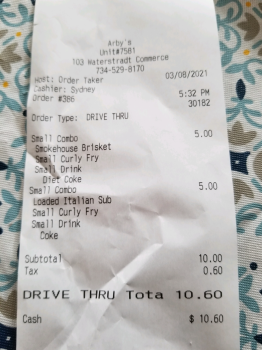 Arby's
Unit#7581
103 Waterstradt Commerce
734-529-8170
Host: Order Taker 03/08/2021
Cashier: Sydney 5:32 PM
Order #386 30182
Order Type: DRIVE THRU
Small Combo 5.00
Smokehouse Brisket
Small Curly Fry
Small Drink
Diet Coke
Small Combo 5.00
Loaded Italian Sub
Small Curly Fry
Small Drink
Coke
Subtotal 10.00
Tax 0.60
DRIVE THRU Tota 10.60
Cash $ 10.60